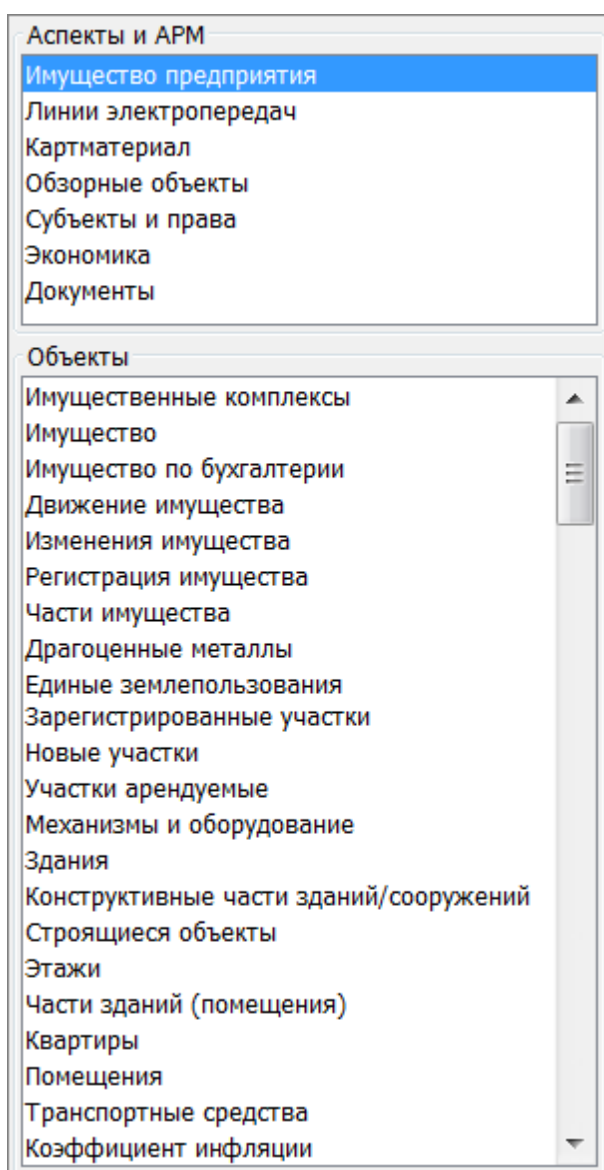 Аспекты и АРМ
Имущество предприятия
Линии электропередач
Картматериал
Обзорные объекты
Субъекты и права
Экономика
Документы
Объекты
Имущественные комплексы
Имущество
Имущество по бухгалтерии
Движение имущества
Изменения имущества
Регистрация имущества
Части имущества
Драгоценные металлы
Единые землепользования
Зарегистрированные участки
Новые участки
Участки арендуемые
Механизмы и оборудование
Здания
Конструктивные части зданий/сооружений
Строящиеся объекты
Этажи
Части зданий (помещения)
Квартиры
Помещения
Транспортные средства
Коэффициент инфляции